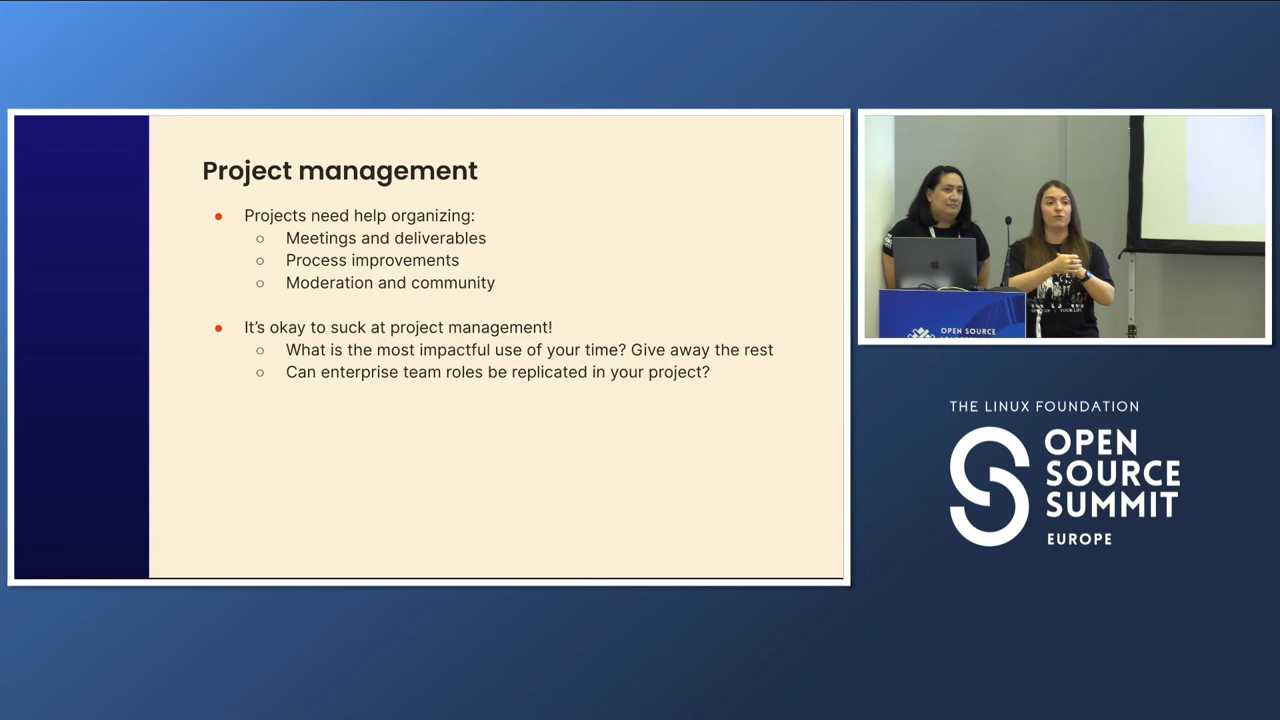 Project management
● Projects need help organizing:
○ Meetings and deliverables
○ Process improvements
○ Moderation and community
● It’s okay to suck at project management!
○ What is the most impactful use of your time? Give away the rest
○ Can enterprise team roles be replicated in your project?
OPEN SOURCE
THE LINUX FOUNDATION
OPEN
SOURCE
SUMMIT
EUROPE